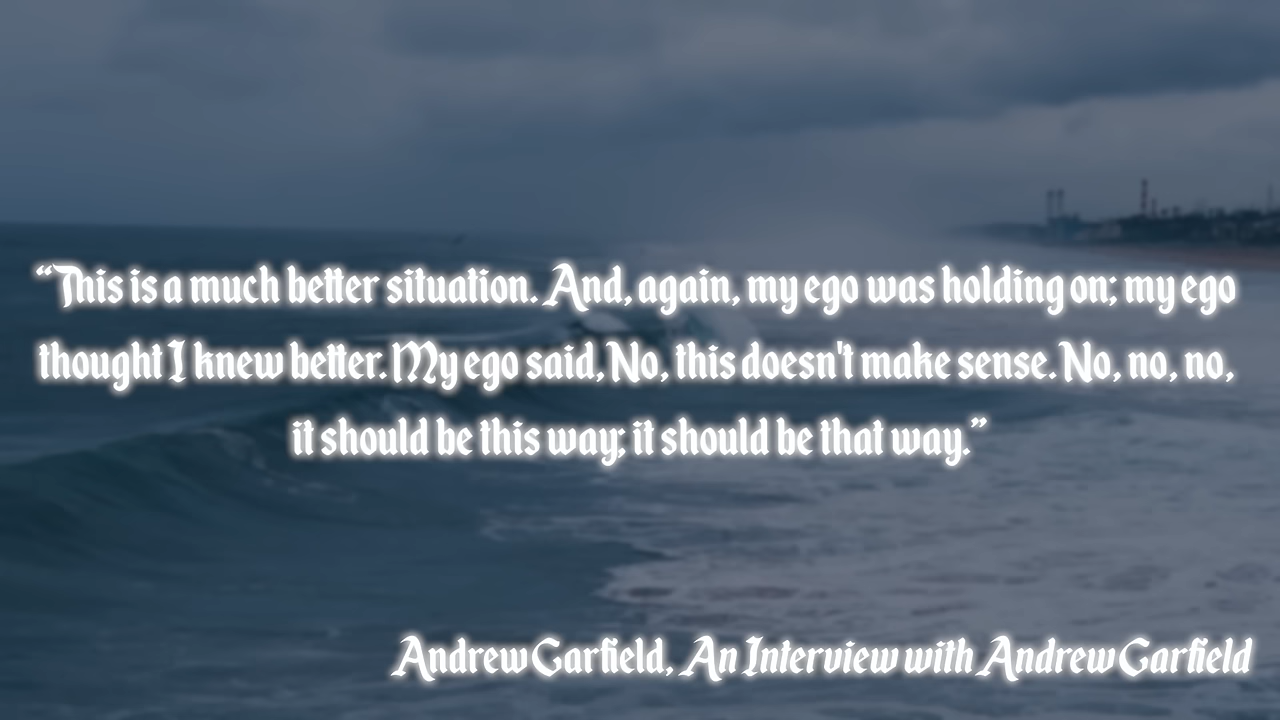 “This is a much better situation. And, again, my ego was holding on; my ego
thought I knew better. My ego said, No, this doesn't make sense. No, no, no,
it should be this way; it should be that way.”
Andrew Garfield, An Interview with Andrew Garfield